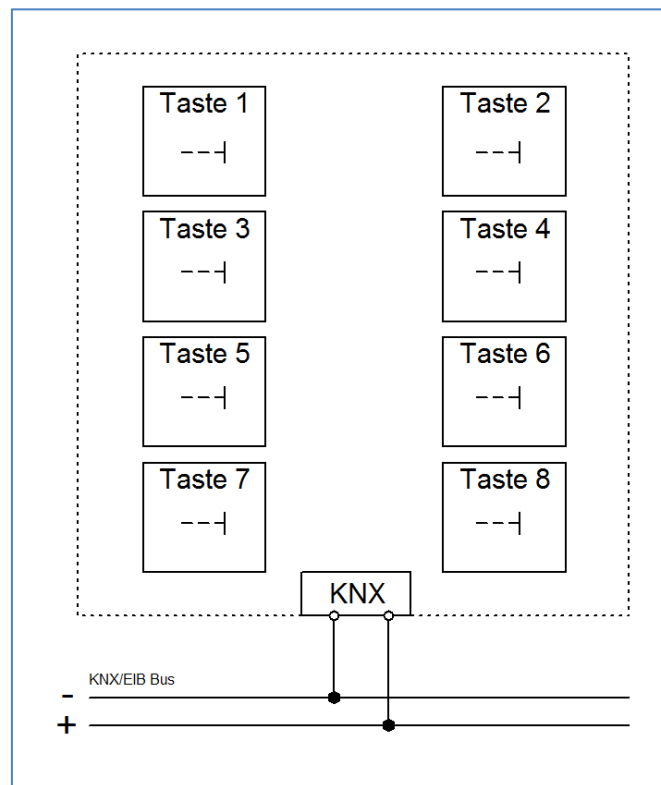 Taste 1
Taste 2
Taste 3
Taste 4
Taste 5
Taste 6
Taste 7
Taste 8
KNX
KNX/EIB Bus
-
+